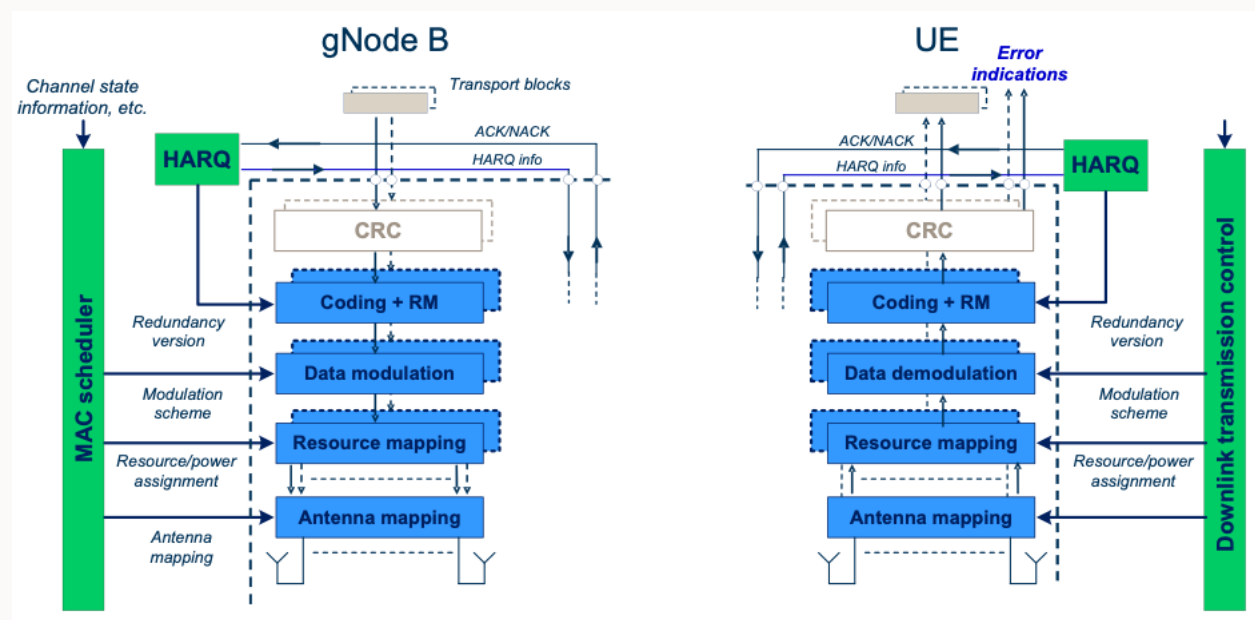 gNode B
UE
Channel state
information, etc.
Transport blocks
Error
indications
ACK/NACK
HARQ
HARQ info
CRC
Coding + RM
Redundancy
version
Data modulation
Modulation
scheme
Resource mapping
Resource/power
assignment
Antenna mapping
Antenna
mapping
MAC scheduler
ACK/NACK
HARQ info
HARQ
CRC
Coding + RM
Redundancy
version
Data demodulation
Modulation
scheme
Resource mapping
Resource/power
assignment
Antenna mapping
Downlink transmission control